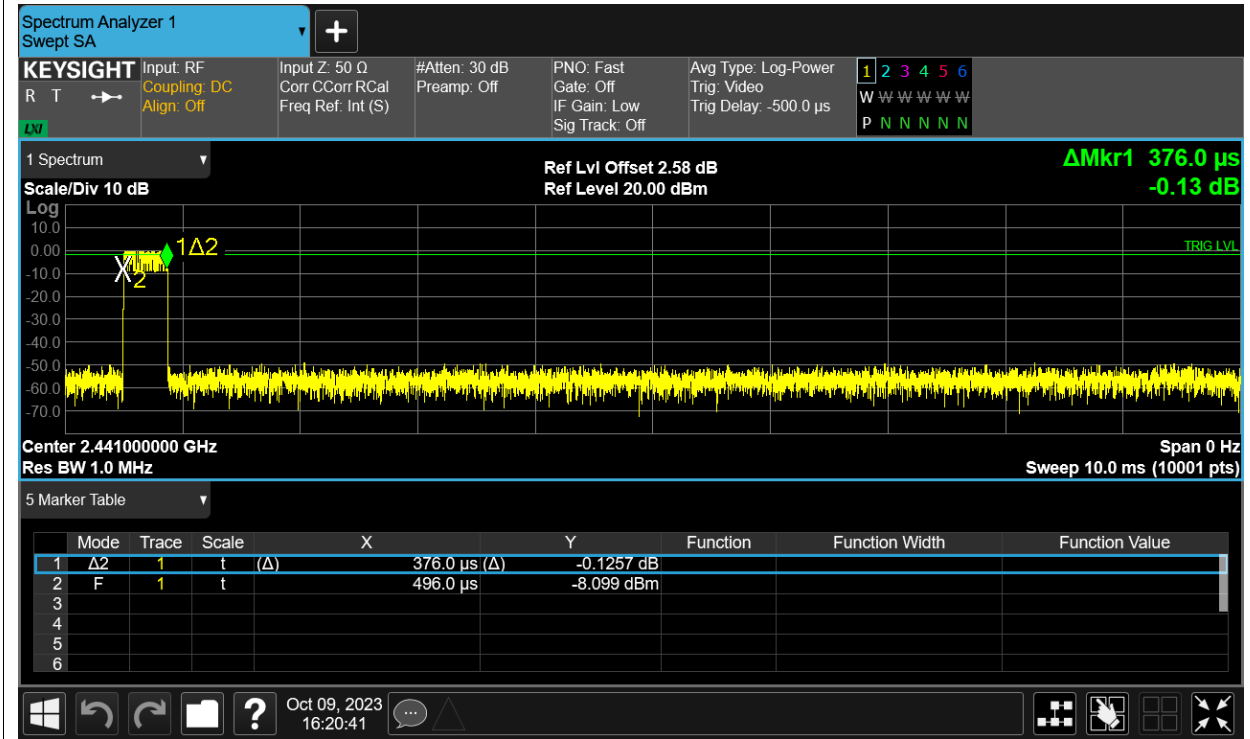 Spectrum Analyzer 1
Swept SA
+
KEYSIGHT
R T
LXI
Input: RF
Coupling: DC
Align: Off
Input Z: 50 Ω
Corr CCorr RCal
Freq Ref: Int (S)
#Atten: 30 dB
Preamp: Off
PNO: Fast
Gate: Off
IF Gain: Low
Sig Track: Off
Avg Type: Log-Power
Trig: Video
Trig Delay: -500.0 µs
1 2 3 4 5 6
W W W W W W
P N N N N N
1 Spectrum
Scale/Div 10 dB
Ref Lvl Offset 2.58 dB
Ref Level 20.00 dBm
ΔMkr1 376.0 µs
-0.13 dB
Log
10.0
0.00
-10.0
-20.0
-30.0
-40.0
-50.0
-60.0
-70.0
1Δ2
X2
TRIG LVL
Center 2.441000000 GHz
Res BW 1.0 MHz
Span 0 Hz
Sweep 10.0 ms (10001 pts)
5 Marker Table
Mode Trace Scale X Y Function Function Width Function Value
1 Δ2 1 t (Δ) 376.0 µs (Δ) -0.1257 dB
2 F 1 t 496.0 µs -8.099 dBm
3
4
5
6
?
Oct 09, 2023
16:20:41